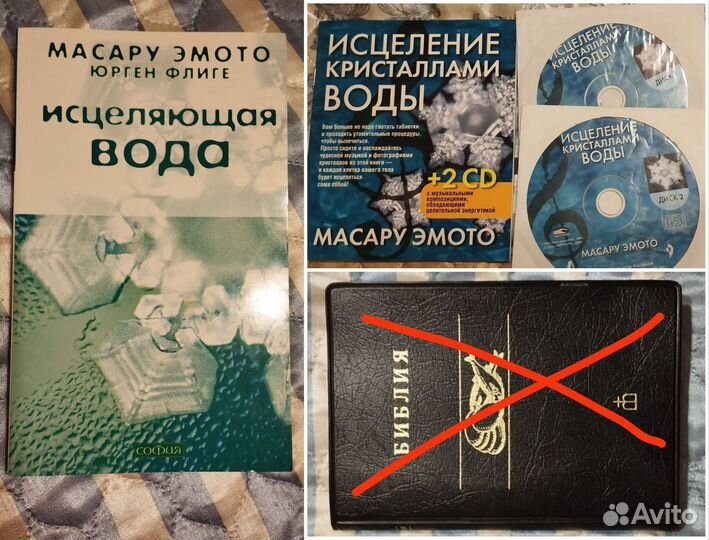 МАСАРУ ЭМОТО
ЮРГЕН ФЛИГЕ
ИСЦЕЛЯЮЩАЯ
ВОДА
СОФИЯ
ИСЦЕЛЕНИЕ
КРИСТАЛЛАМИ
ВОДЫ
Вам больше не надо глотать таблетки
и проходить утомительные процедуры,
чтобы вылечиться.
Просто сидите и наслаждайтесь
чудесной музыкой и фотографиями
кристаллов из этой книги —
и каждая клетка вашего тела
будет исцеляться
сама собой!
+2 CD
с музыкальными
композициями,
обладающими
целительной энергетикой
МАСАРУ ЭМОТО
ИСЦЕЛЕНИЕ
КРИСТАЛЛАМИ
ВОДЫ
ДИСК
ИСЦЕЛЕНИЕ
КРИСТАЛЛАМИ
ВОДЫ
ДИСК 2
МАСАРУ ЭМОТО
БИБЛИЯ
Avito